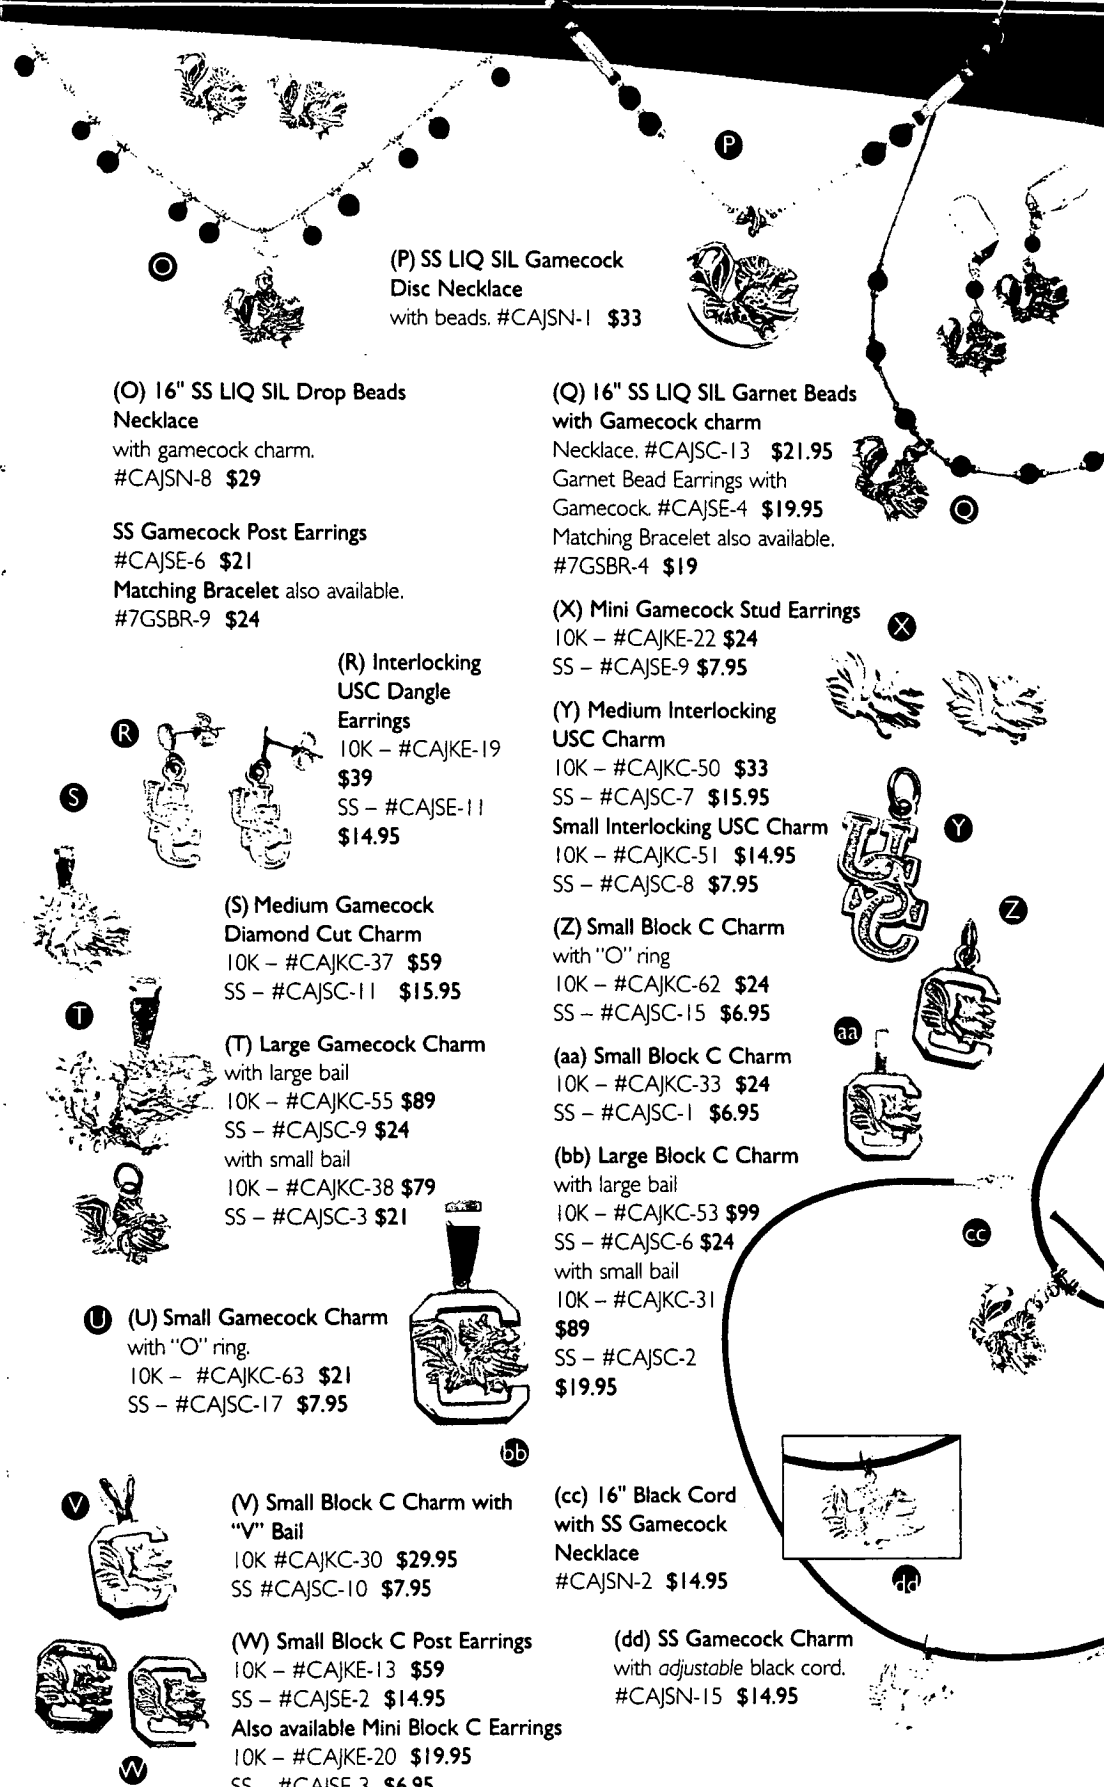 P
O
(P) SS LIQ SIL Gamecock
Disc Necklace
with beads. #CAJSN-1 $33
(O) 16" SS LIQ SIL Drop Beads
Necklace
with gamecock charm.
#CAJSN-8 $29
SS Gamecock Post Earrings
#CAJSE-6 $21
Matching Bracelet also available.
#7GSBR-9 $24
(Q) 16" SS LIQ SIL Garnet Beads
with Gamecock charm
Necklace. #CAJSC-13 $21.95
Garnet Bead Earrings with
Gamecock. #CAJSE-4 $19.95
Matching Bracelet also available.
#7GSBR-4 $19
Q
(R) Interlocking
USC Dangle
Earrings
10K – #CAJKE-19
$39
SS – #CAJSE-11
$14.95
R
S
(S) Medium Gamecock
Diamond Cut Charm
10K – #CAJKC-37 $59
SS – #CAJSC-11 $15.95
T
(T) Large Gamecock Charm
with large bail
10K – #CAJKC-55 $89
SS – #CAJSC-9 $24
with small bail
10K – #CAJKC-38 $79
SS – #CAJSC-3 $21
U
(U) Small Gamecock Charm
with "O" ring.
10K – #CAJKC-63 $21
SS – #CAJSC-17 $7.95
bb
V
(V) Small Block C Charm with
"V" Bail
10K #CAJKC-30 $29.95
SS #CAJSC-10 $7.95
(W) Small Block C Post Earrings
10K – #CAJKE-13 $59
SS – #CAJSE-2 $14.95
Also available Mini Block C Earrings
10K – #CAJKE-20 $19.95
SS – #CAJSE-3 $6.95
W
(X) Mini Gamecock Stud Earrings
10K – #CAJKE-22 $24
SS – #CAJSE-9 $7.95
X
(Y) Medium Interlocking
USC Charm
10K – #CAJKC-50 $33
SS – #CAJSC-7 $15.95
Small Interlocking USC Charm
10K – #CAJKC-51 $14.95
SS – #CAJSC-8 $7.95
Y
Z
(Z) Small Block C Charm
with "O" ring
10K – #CAJKC-62 $24
SS – #CAJSC-15 $6.95
aa
(aa) Small Block C Charm
10K – #CAJKC-33 $24
SS – #CAJSC-1 $6.95
(bb) Large Block C Charm
with large bail
10K – #CAJKC-53 $99
SS – #CAJSC-6 $24
with small bail
10K – #CAJKC-31
$89
SS – #CAJSC-2
$19.95
cc
(cc) 16" Black Cord
with SS Gamecock
Necklace
#CAJSN-2 $14.95
dd
(dd) SS Gamecock Charm
with adjustable black cord.
#CAJSN-15 $14.95